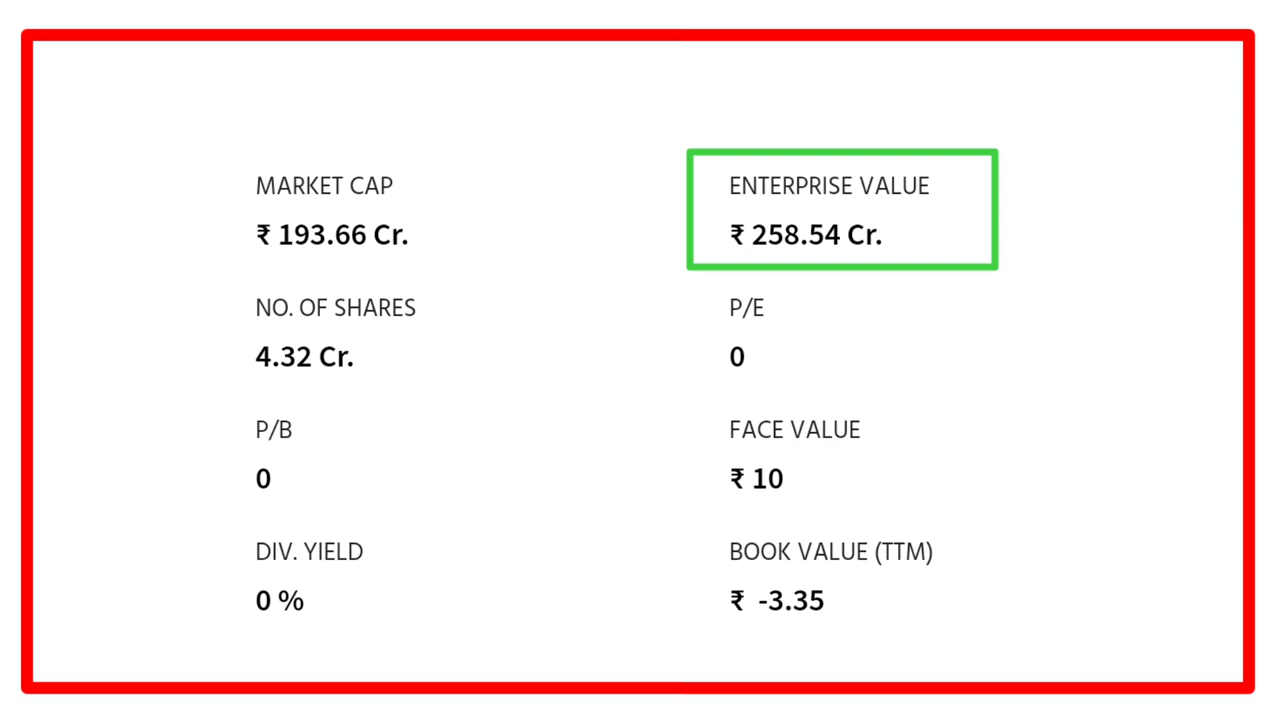 MARKET CAP
₹ 193.66 Cr.
ENTERPRISE VALUE
₹ 258.54 Cr.
NO. OF SHARES
4.32 Cr.
P/E
0
P/B
0
FACE VALUE
₹ 10
DIV. YIELD
0 %
BOOK VALUE (TTM)
₹ -3.35